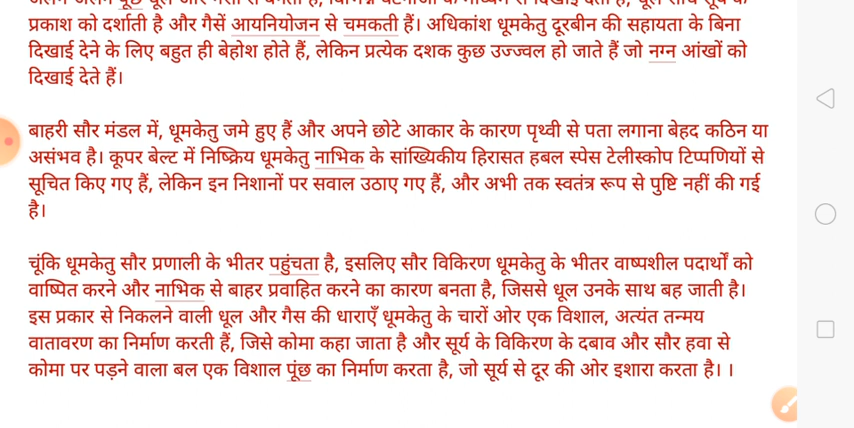 प्रकाश को दर्शाती है और गैसें आयनियोजन से चमकती हैं। अधिकांश धूमकेतु दूरबीन की सहायता के बिना
दिखाई देने के लिए बहुत ही बेहोश होते हैं, लेकिन प्रत्येक दशक कुछ उज्ज्वल हो जाते हैं जो नग्न आंखों को
दिखाई देते हैं।
बाहरी सौर मंडल में, धूमकेतु जमे हुए हैं और अपने छोटे आकार के कारण पृथ्वी से पता लगाना बेहद कठिन या
असंभव है। कूपर बेल्ट में निष्क्रिय धूमकेतु नाभिक के सांख्यिकीय हिरासत हबल स्पेस टेलीस्कोप टिप्पणियों से
सूचित किए गए हैं, लेकिन इन निशानों पर सवाल उठाए गए हैं, और अभी तक स्वतंत्र रूप से पुष्टि नहीं की गई
है।
चूंकि धूमकेतु सौर प्रणाली के भीतर पहुंचता है, इसलिए सौर विकिरण धूमकेतु के भीतर वाष्पशील पदार्थों को
वाष्पित करने और नाभिक से बाहर प्रवाहित करने का कारण बनता है, जिससे धूल उनके साथ बह जाती है।
इस प्रकार से निकलने वाली धूल और गैस की धाराएँ धूमकेतु के चारों ओर एक विशाल, अत्यंत तन्मय
वातावरण का निर्माण करती हैं, जिसे कोमा कहा जाता है और सूर्य के विकिरण के दबाव और सौर हवा से
कोमा पर पड़ने वाला बल एक विशाल पूंछ का निर्माण करता है, जो सूर्य से दूर की ओर इशारा करता है। ।